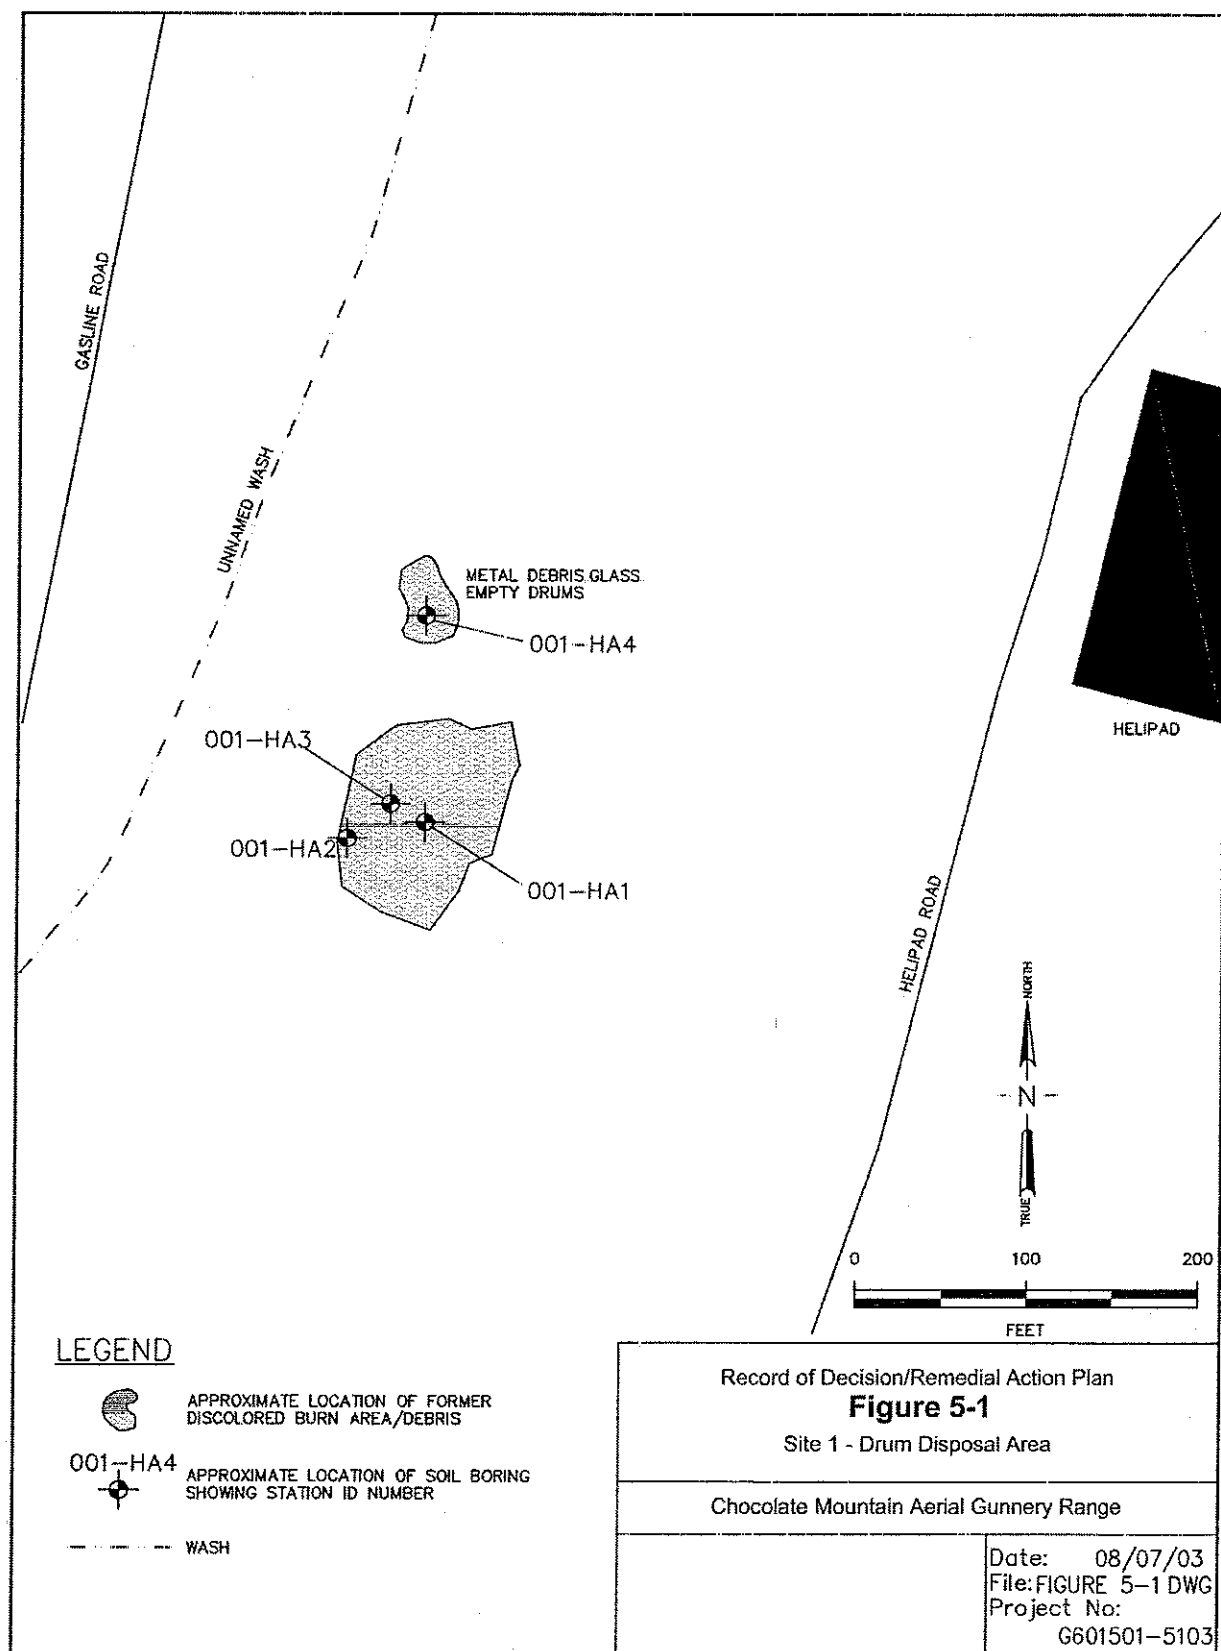 GASLINE ROAD
UNNAMED WASH
METAL DEBRIS, GLASS
EMPTY DRUMS
001-HA4
001-HA3
001-HA2
001-HA1
HELIPAD
HELIPAD ROAD
NORTH
N
TRUE
0 100 200
FEET
LEGEND
APPROXIMATE LOCATION OF FORMER
DISCOLORED BURN AREA/DEBRIS
001-HA4
APPROXIMATE LOCATION OF SOIL BORING
SHOWING STATION ID NUMBER
WASH
Record of Decision/Remedial Action Plan
Figure 5-1
Site 1 - Drum Disposal Area
Chocolate Mountain Aerial Gunnery Range
Date: 08/07/03
File: FIGURE 5-1 DWG
Project No:
G601501-5103